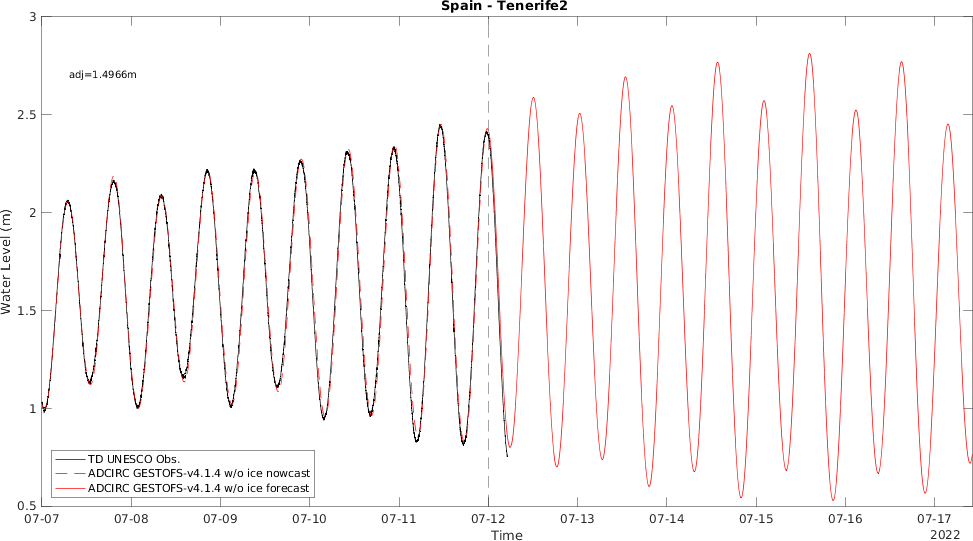 Spain - Tenerife2
adj=1.4966m
3
2.5
2
1.5
1
0.5
Water Level (m)
TD UNESCO Obs.
ADCIRC GESTOFS-v4.1.4 w/o ice nowcast
ADCIRC GESTOFS-v4.1.4 w/o ice forecast
07-07 07-08 07-09 07-10 07-11 07-12 07-13 07-14 07-15 07-16 07-17
Time
2022